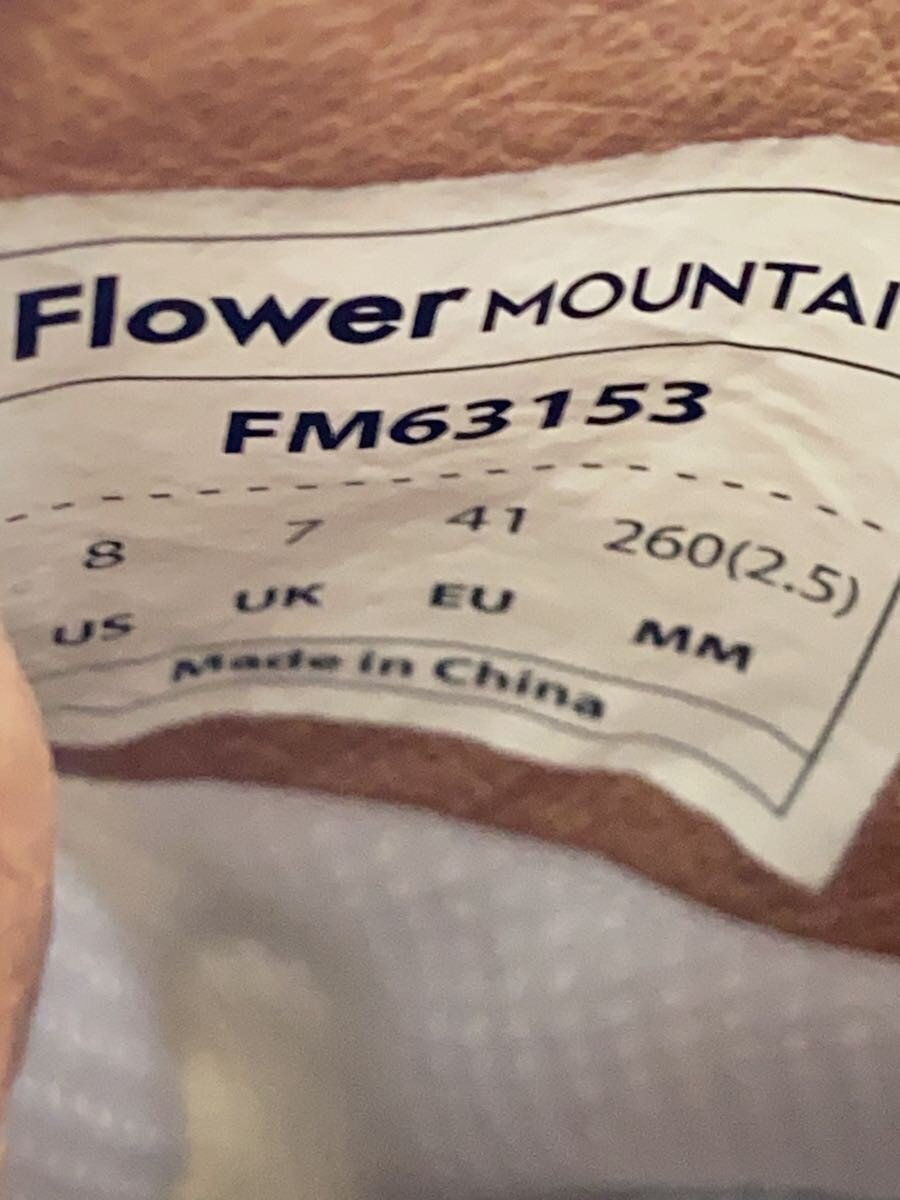 Flower MOUNTAI
FM63153
8 7 41 260(2.5)
US UK EU MM
Made in China